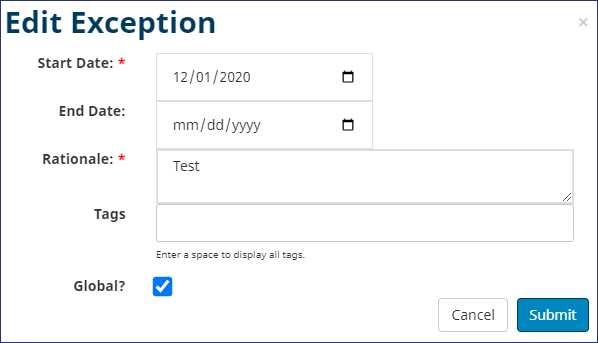 Edit Exception ×
Start Date: * 12/01/2020
End Date: mm/dd/yyyy
Rationale: * Test
Tags
Enter a space to display all tags.
Global?
Cancel Submit